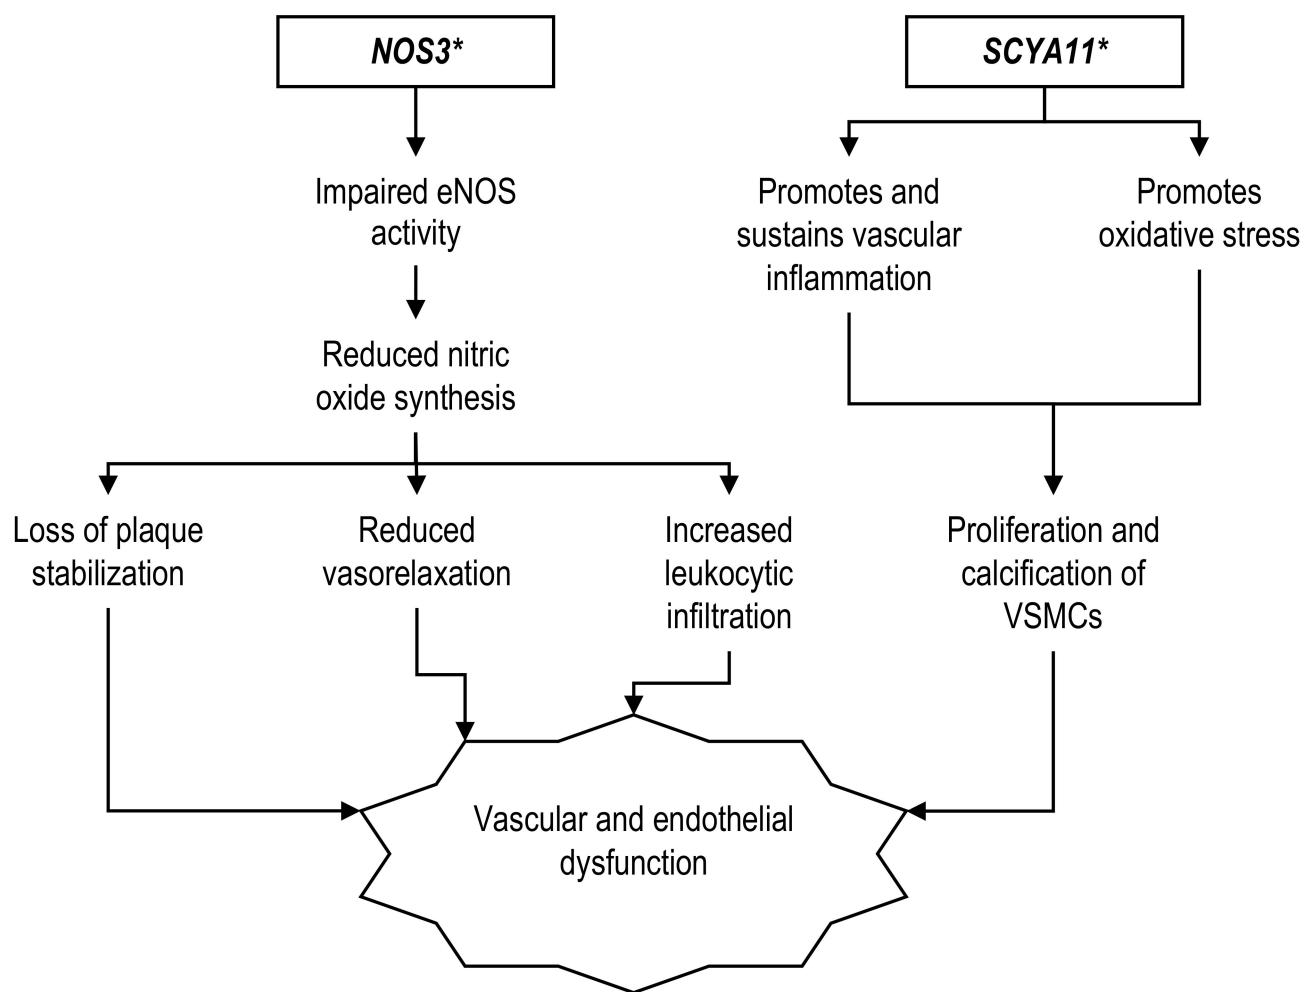 NOS3*
SCYA11*
Impaired eNOS
activity
Promotes and
sustains vascular
inflammation
Promotes
oxidative stress
Reduced nitric
oxide synthesis
Loss of plaque
stabilization
Reduced
vasorelaxation
Increased
leukocytic
infiltration
Proliferation and
calcification of
VSMCs
Vascular and endothelial
dysfunction